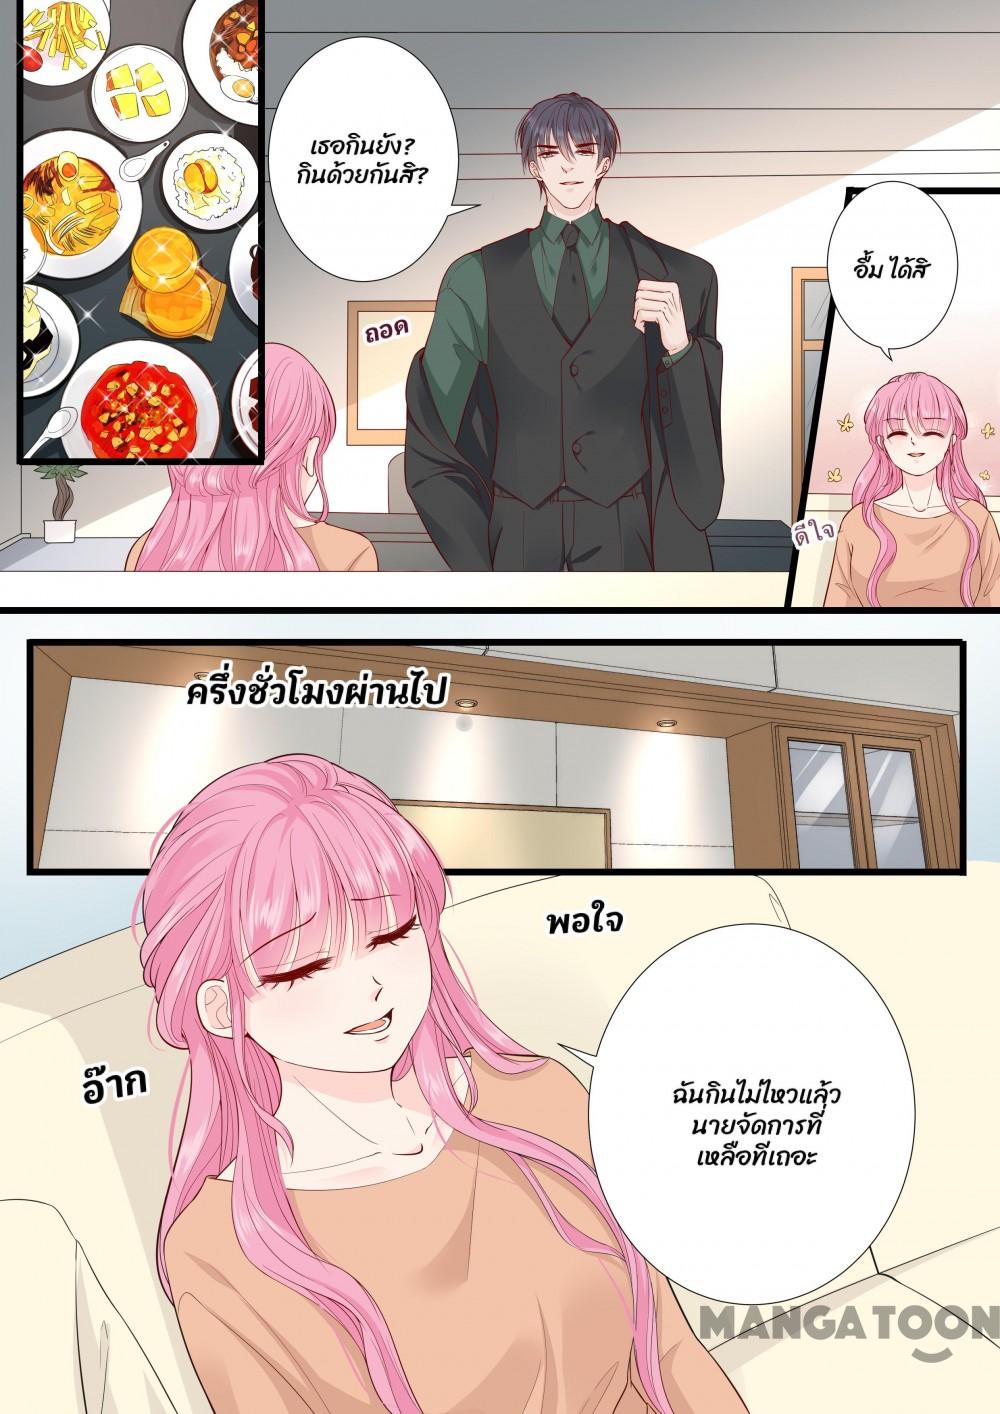 เธอกินยัง?
กินด้วยกันสิ?
ถอด
อื้ม ได้สิ
ดีใจ
ครึ่งชั่วโมงผ่านไป
พอใจ
อ๊าก
ฉันกินไม่ไหวแล้ว
นายจัดการที่
เหลือทีเถอะ
MANGATOON